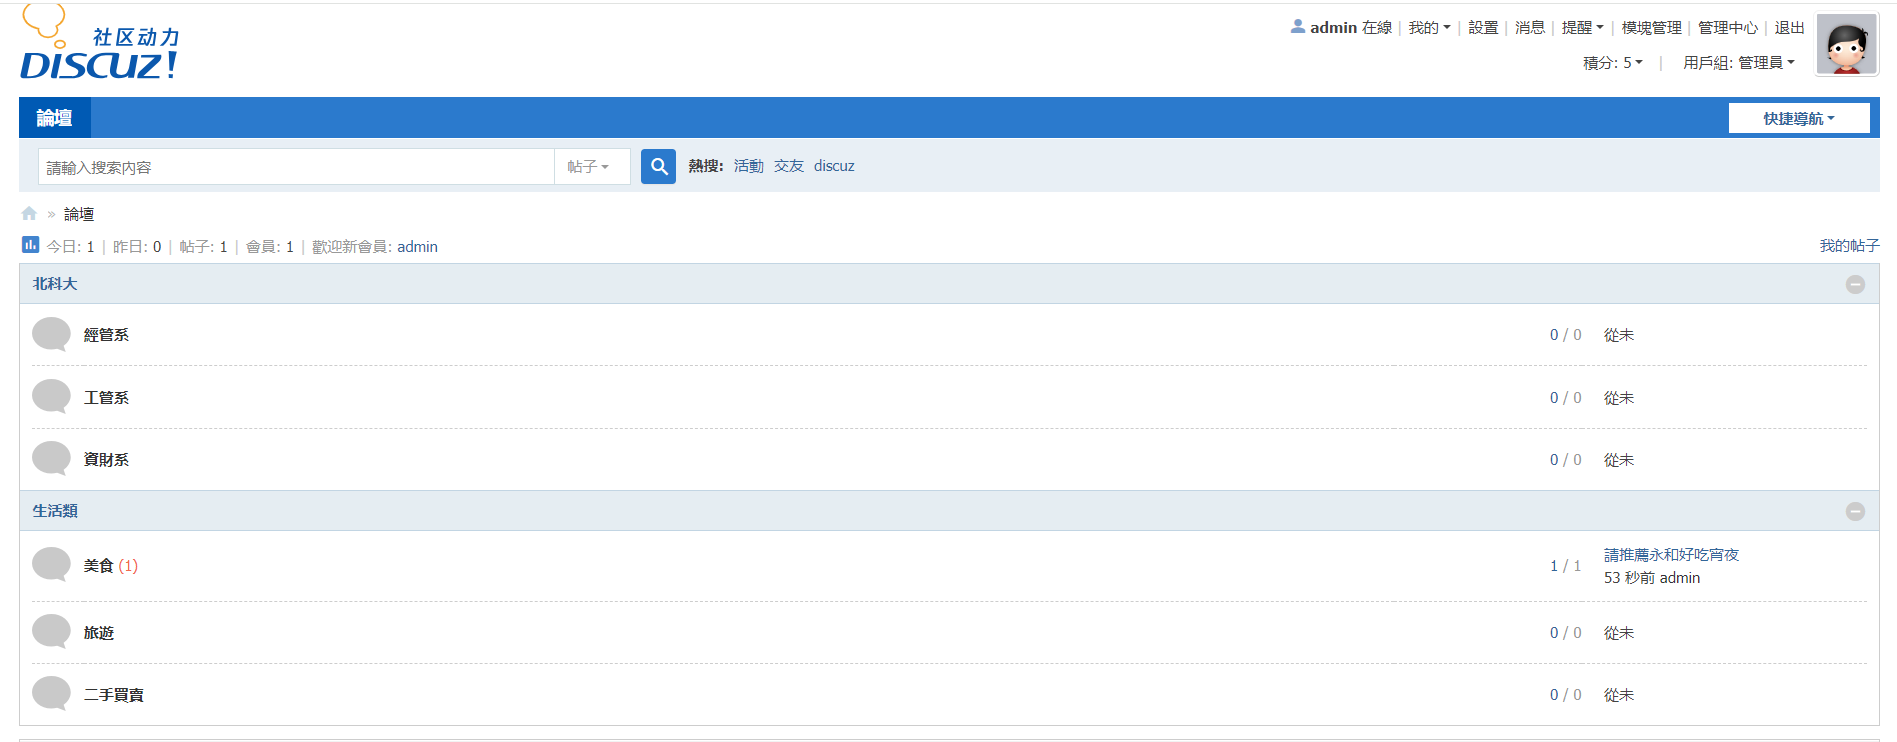 社区动力
DISCUZ!
admin 在線 | 我的 | 設置 | 消息 | 提醒 | 模塊管理 | 管理中心 | 退出
積分: 5 | 用戶組: 管理員
論壇
快捷導航
請輸入搜索內容
帖子
熱搜: 活動 交友 discuz
» 論壇
今日: 1 | 昨日: 0 | 帖子: 1 | 會員: 1 | 歡迎新會員: admin
我的帖子
北科大
經管系 0 / 0 從未
工管系 0 / 0 從未
資財系 0 / 0 從未
生活類
美食 (1) 1 / 1 請推薦永和好吃宵夜
53 秒前 admin
旅遊 0 / 0 從未
二手買賣 0 / 0 從未